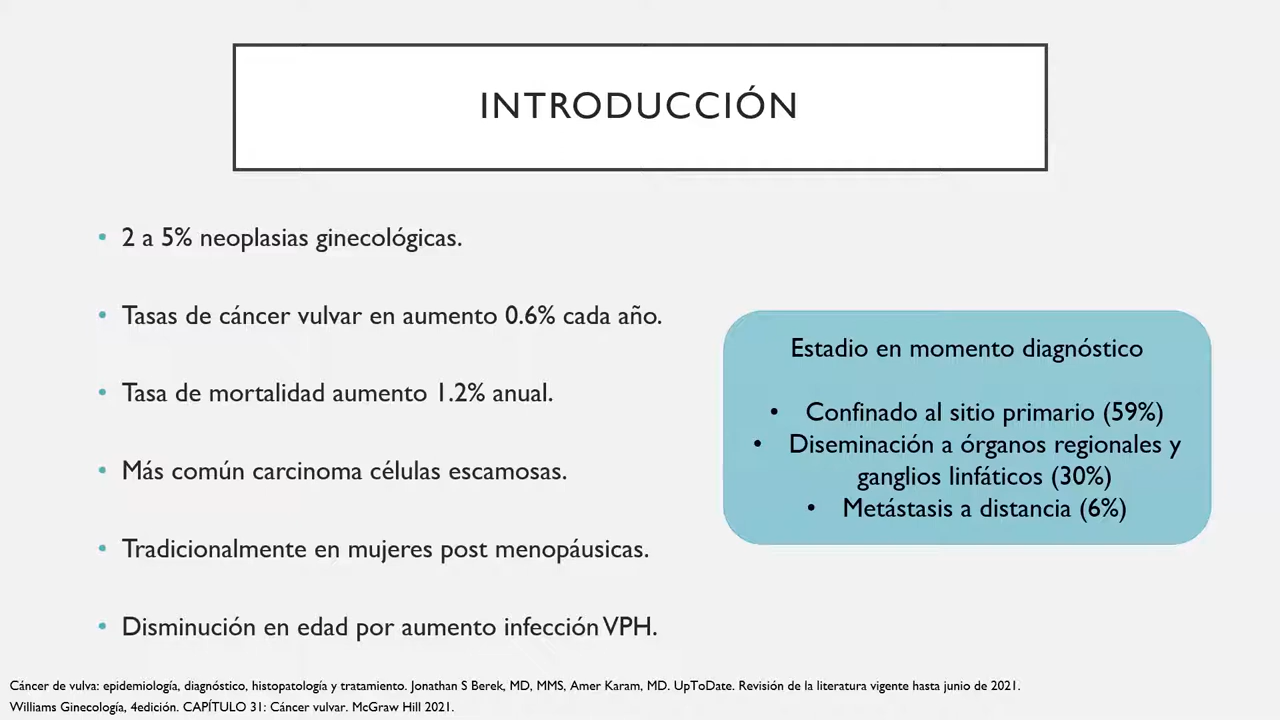 INTRODUCCIÓN
• 2 a 5% neoplasias ginecológicas.
• Tasas de cáncer vulvar en aumento 0.6% cada año.
• Tasa de mortalidad aumento 1.2% anual.
• Más común carcinoma células escamosas.
• Tradicionalmente en mujeres post menopáusicas.
• Disminución en edad por aumento infección VPH.
Estadio en momento diagnóstico
• Confinado al sitio primario (59%)
• Diseminación a órganos regionales y
ganglios linfáticos (30%)
• Metástasis a distancia (6%)
Cáncer de vulva: epidemiología, diagnóstico, histopatología y tratamiento. Jonathan S Berek, MD, MMS, Amer Karam, MD. UpToDate. Revisión de la literatura vigente hasta junio de 2021.
Williams Ginecología, 4edición. CAPÍTULO 31: Cáncer vulvar. McGraw Hill 2021.